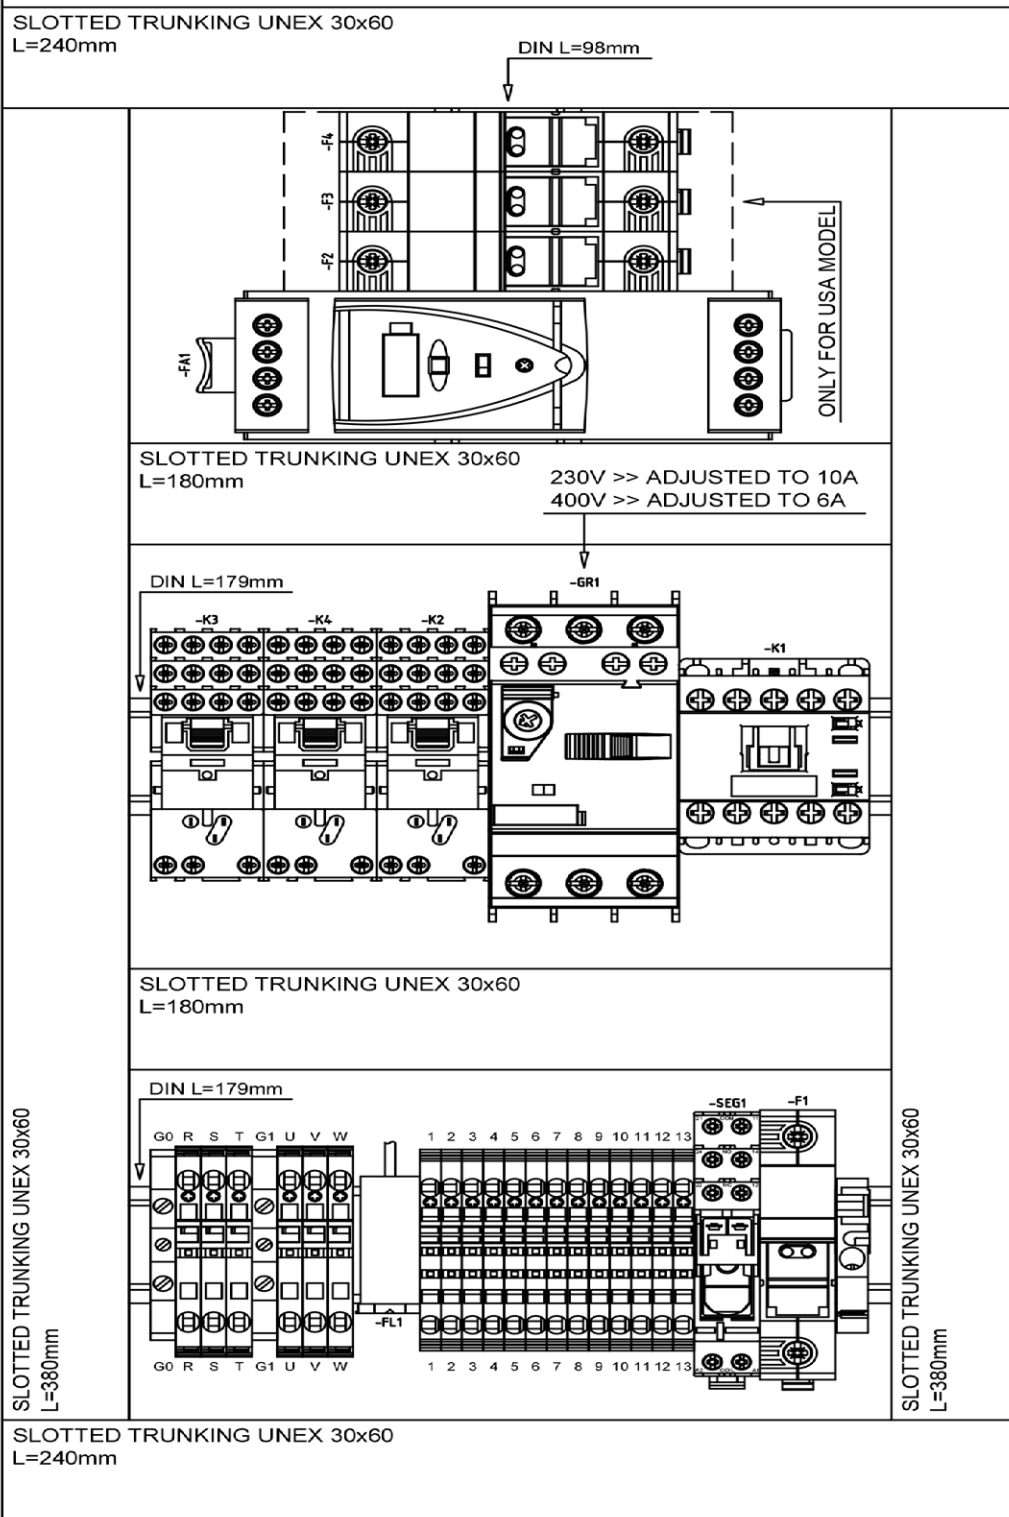 SLOTTED TRUNKING UNEX 30x60
L=240mm
DIN L=98mm
-F4
-F3
-F2
ONLY FOR USA MODEL
-FA1
SLOTTED TRUNKING UNEX 30x60
L=180mm
230V >> ADJUSTED TO 10A
400V >> ADJUSTED TO 6A
DIN L=179mm
-GR1
-K3
-K4
-K2
-K1
SLOTTED TRUNKING UNEX 30x60
L=180mm
DIN L=179mm
-SEG1
-F1
G0 R S T G1 U V W
1 2 3 4 5 6 7 8 9 10 11 12 13
-FL1
G0 R S T G1 U V W
1 2 3 4 5 6 7 8 9 10 11 12 13
SLOTTED TRUNKING UNEX 30x60
L=380mm
SLOTTED TRUNKING UNEX 30x60
L=380mm
SLOTTED TRUNKING UNEX 30x60
L=240mm